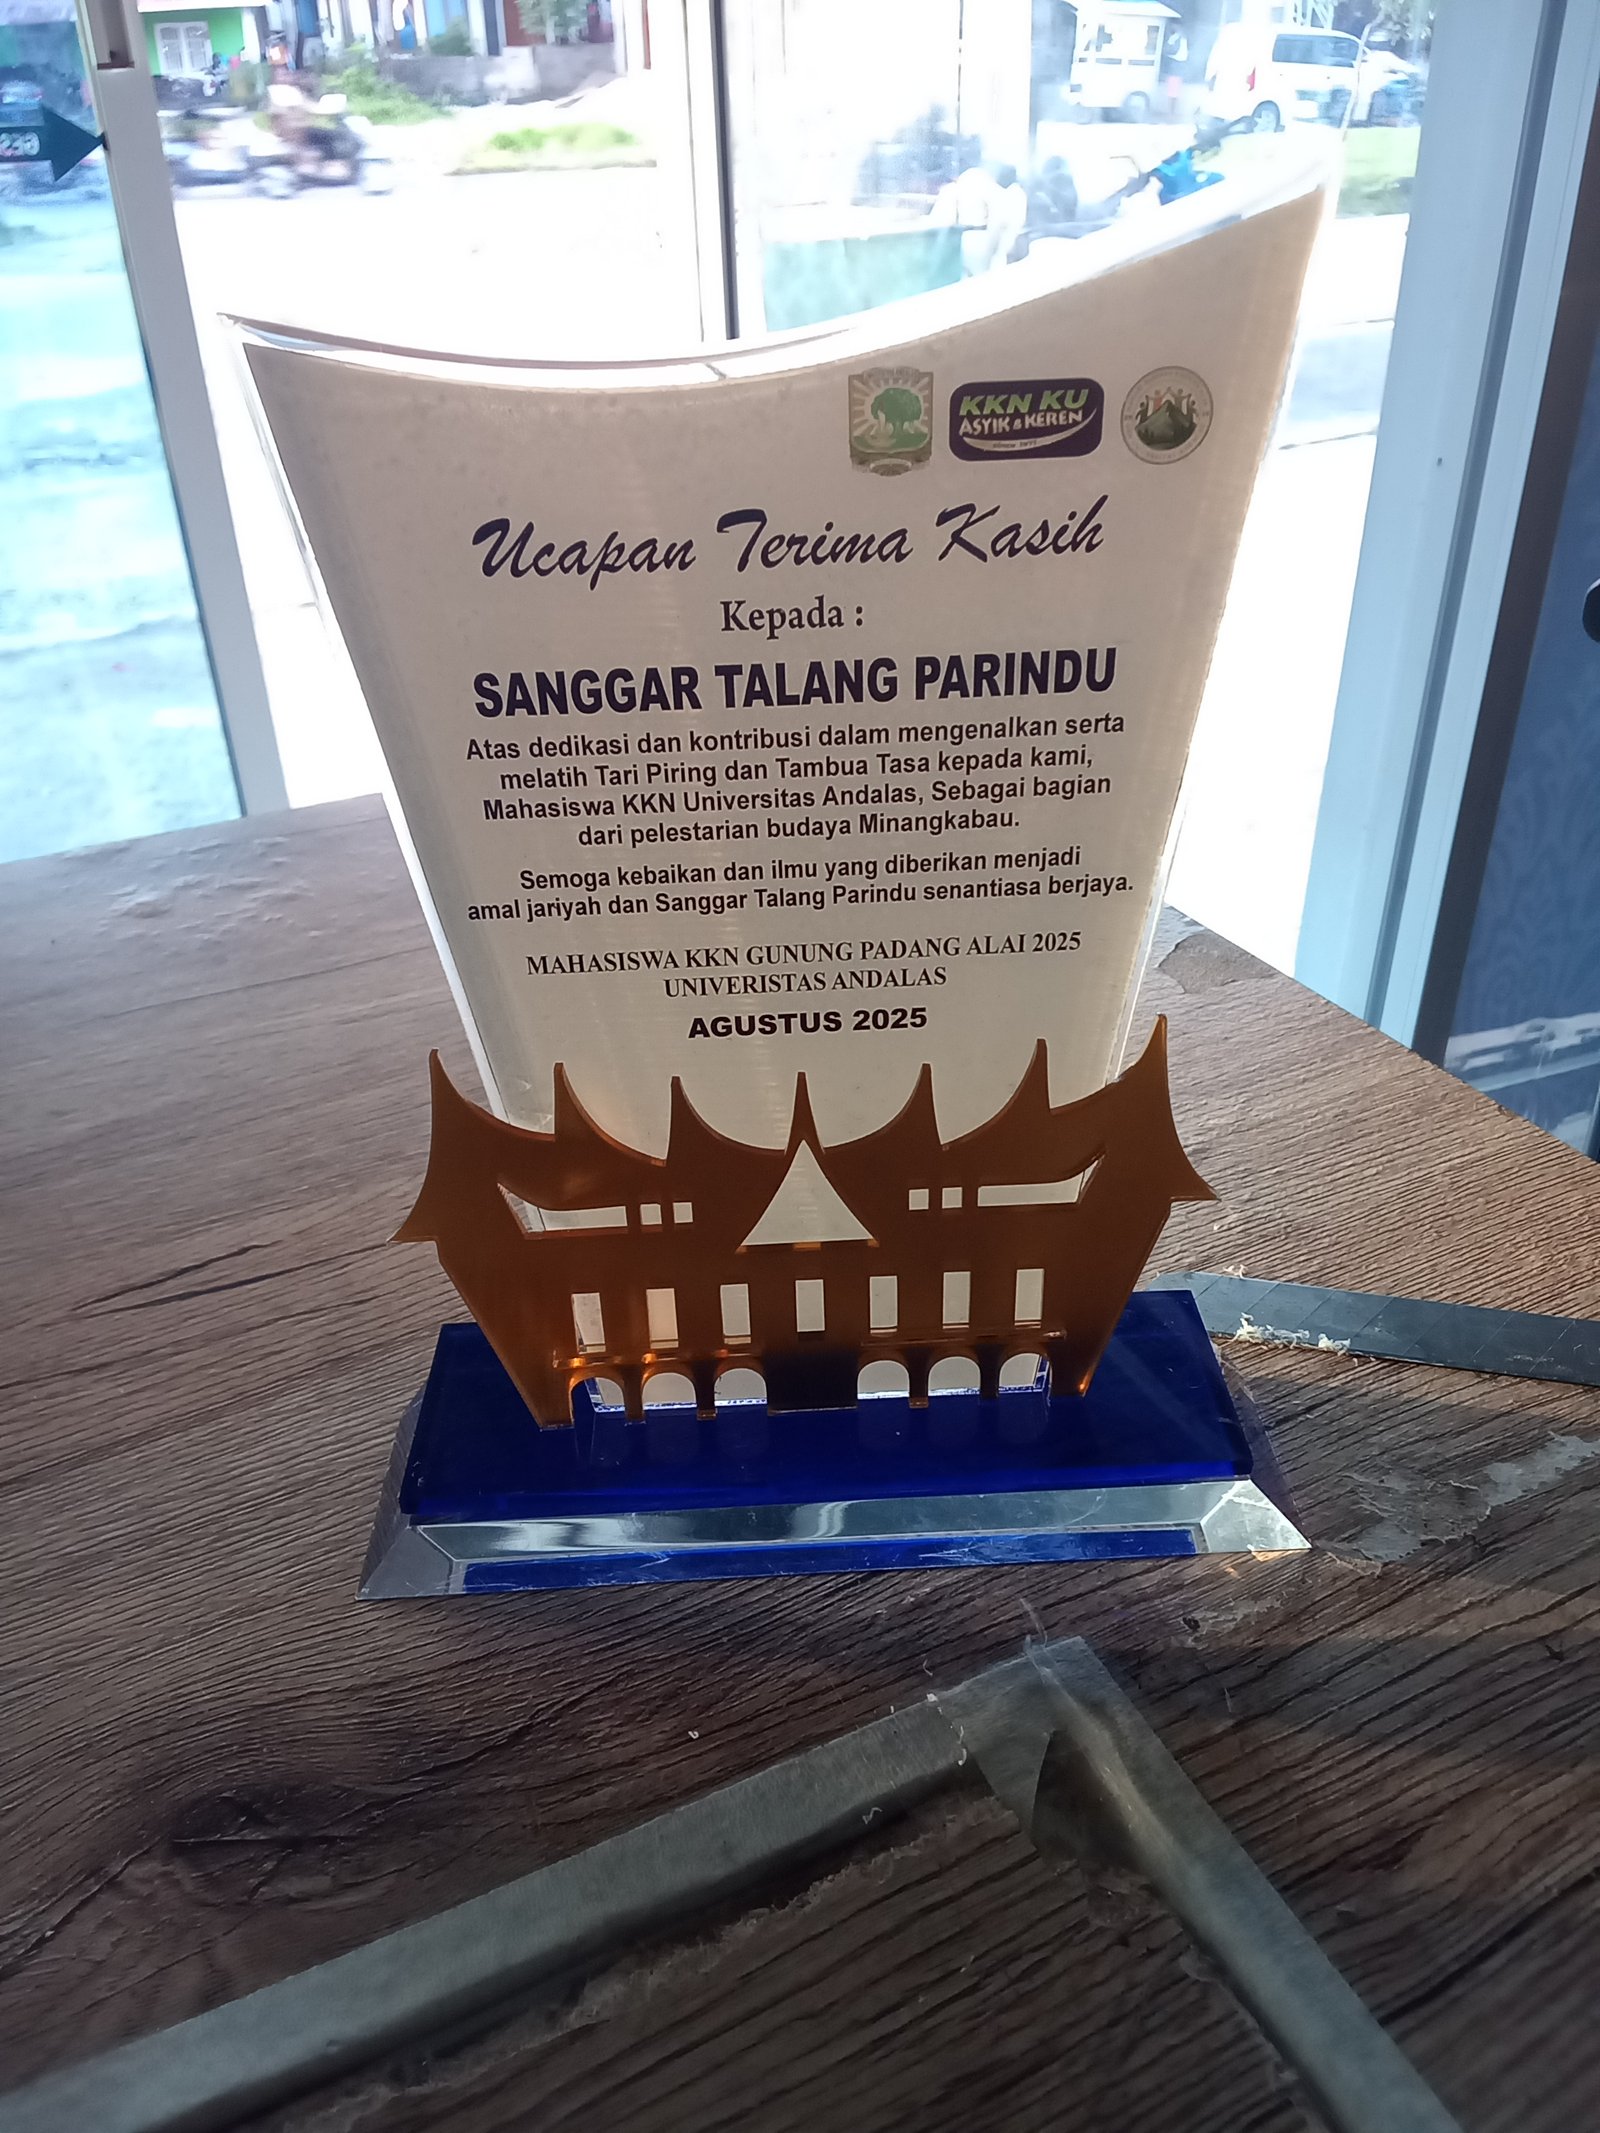 KKN KU
ASYIK & KEREN
Ucapan Terima Kasih
Kepada :
SANGGAR TALANG PARINDU
Atas dedikasi dan kontribusi dalam mengenalkan serta
melatih Tari Piring dan Tambua Tasa kepada kami,
Mahasiswa KKN Universitas Andalas, Sebagai bagian
dari pelestarian budaya Minangkabau.
Semoga kebaikan dan ilmu yang diberikan menjadi
amal jariyah dan Sanggar Talang Parindu senantiasa berjaya.
MAHASISWA KKN GUNUNG PADANG ALAI 2025
UNIVERISTAS ANDALAS
AGUSTUS 2025